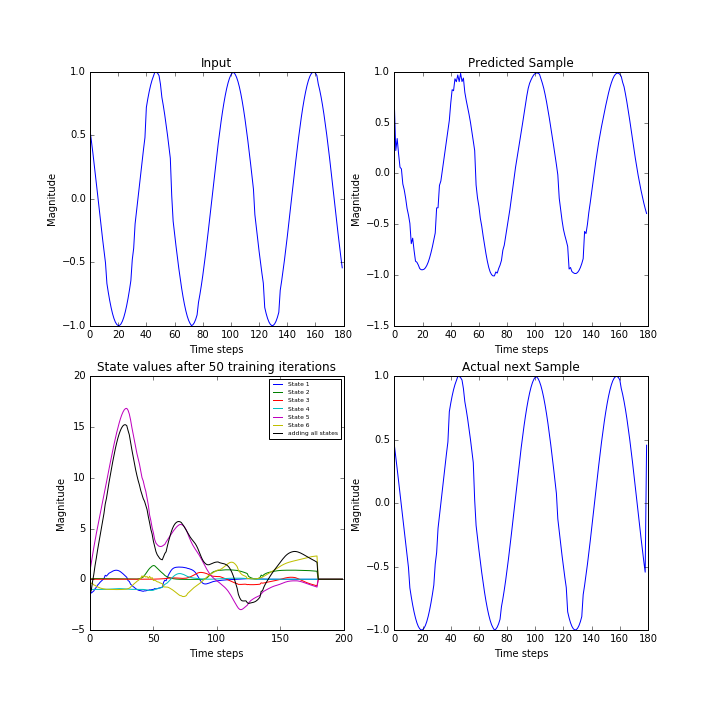 Input
Magnitude
1.0
0.5
0.0
−0.5
−1.0
0 20 40 60 80 100 120 140 160 180
Time steps
Predicted Sample
Magnitude
1.0
0.5
0.0
−0.5
−1.0
−1.5
0 20 40 60 80 100 120 140 160 180
Time steps
State values after 50 training iterations
Magnitude
20
15
10
5
0
−5
0 50 100 150 200
Time steps
State 1
State 2
State 3
State 4
State 5
State 6
adding all states
Actual next Sample
Magnitude
1.0
0.5
0.0
−0.5
−1.0
0 20 40 60 80 100 120 140 160 180
Time steps